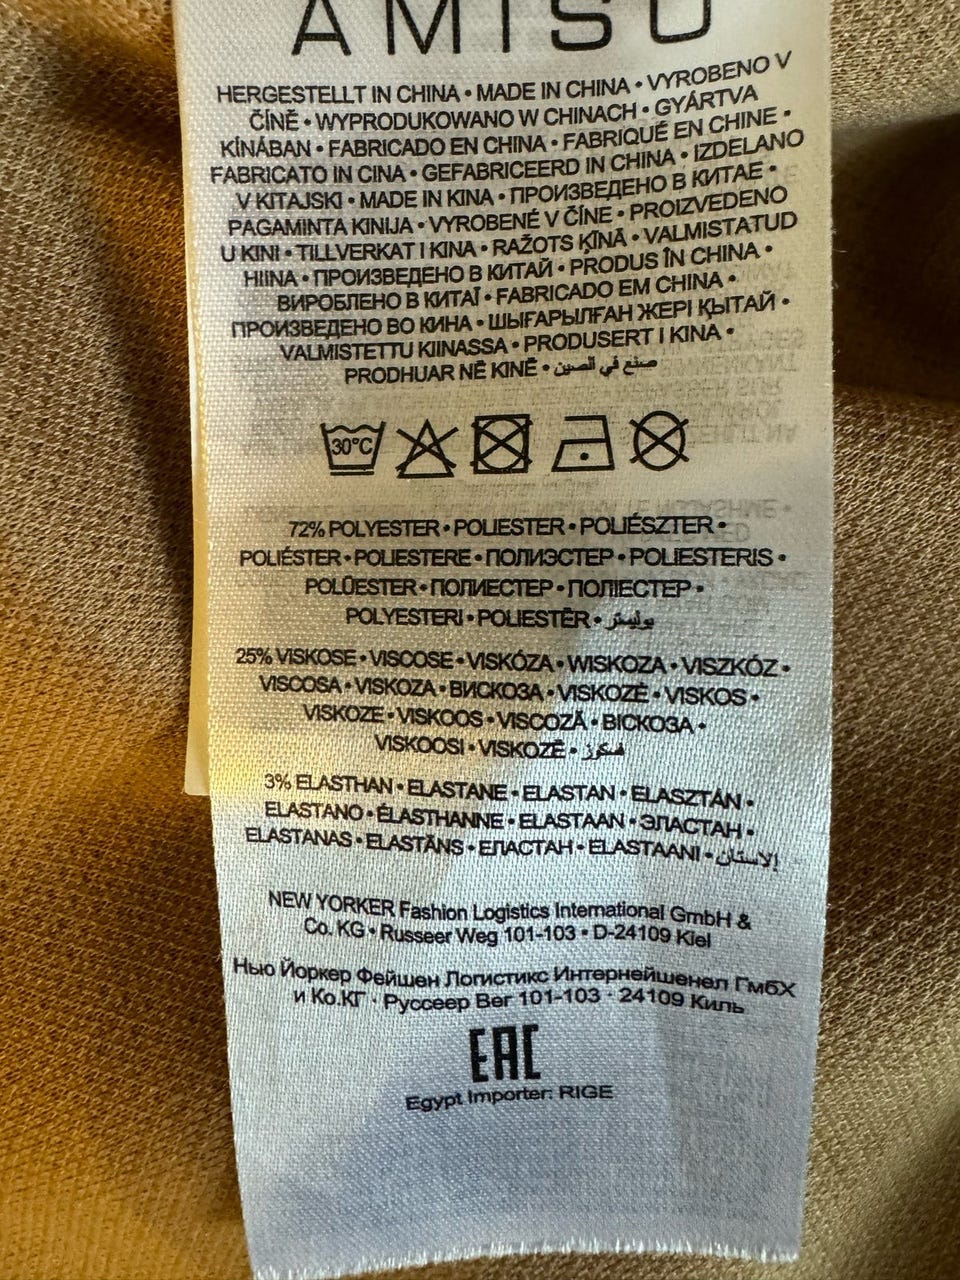 AMISU
HERGESTELLT IN CHINA • MADE IN CHINA • VYROBENO V
ČÍNĚ • WYPRODUKOWANO W CHINACH • GYÁRTVA
KÍNÁBAN • FABRICADO EN CHINA • FABRIQUÉ EN CHINE •
FABRICATO IN CINA • GEFABRICEERD IN CHINA • IZDELANO
V KITAJSKI • MADE IN KINA • ПРОИЗВЕДЕНО В КИТАЕ •
PAGAMINTA KINIJA • VYROBENÉ V ČÍNE • PROIZVEDENO
U KINI • TILLVERKAT I KINA • RAŽOTS ĶĪNĀ • VALMISTATUD
HIINA • ПРОИЗВЕДЕНО В КИТАЙ • PRODUS ÎN CHINA •
ВИРОБЛЕНО В КИТАЇ • FABRICADO EM CHINA •
ПРОИЗВЕДЕНО ВО КИНА • ШЫҒАРЫЛҒАН ЖЕРІ ҚЫТАЙ •
VALMISTETTU KIINASSA • PRODUSERT I KINA •
PRODHUAR NË KINË • صنع في الصين
30°C
72% POLYESTER • POLIESTER • POLIÉSZTER •
POLIÉSTER • POLIESTERE • ПОЛИЭСТЕР • POLIESTERIS •
POLÜESTER • ПОЛИЕСТЕР • ПОЛІЕСТЕР •
POLYESTERI • POLIESTĒR • بوليستر
25% VISKOSE • VISCOSE • VISKÓZA • WISKOZA • VISZKÓZ •
VISCOSA • VISKOZA • ВИСКОЗА • VISKOZĖ • VISKOS •
VISKOZE • VISKOOS • VISCOZĂ • ВІСКОЗА •
VISKOOSI • VISKOZË • فسكوز
3% ELASTHAN • ELASTANE • ELASTAN • ELASZTÁN •
ELASTANO • ÉLASTHANNE • ELASTAAN • ЭЛАСТАН •
ELASTANAS • ELASTĀNS • ЕЛАСТАН • ELASTAANI • إلاستان
NEW YORKER Fashion Logistics International GmbH &
Co. KG • Russeer Weg 101-103 • D-24109 Kiel
Нью Йоркер Фейшен Логистикс Интернейшенел ГмбХ
и Ко.КГ · Руссеер Вег 101-103 · 24109 Киль
EAC
Egypt Importer: RIGE